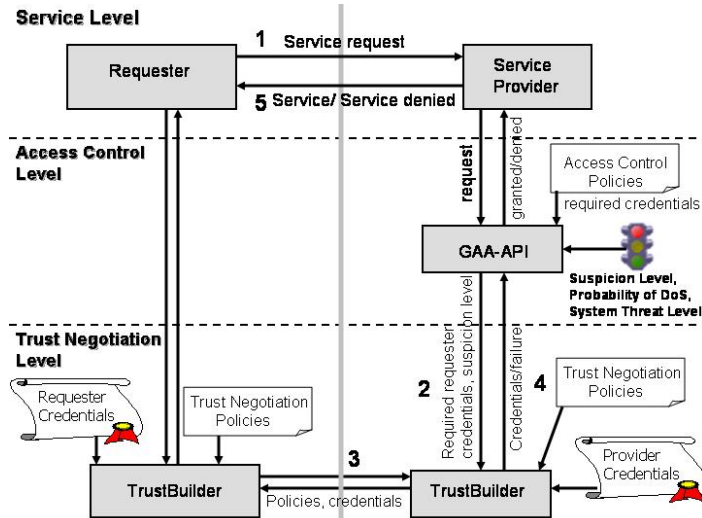 Service Level
1
Service request
Requester
Service
Provider
5
Service/ Service denied
Access Control
Level
request
granted/denied
Access Control
Policies
required credentials
GAA-API
Suspicion Level,
Probability of DoS,
System Threat Level
Trust Negotiation
Level
Requester
Credentials
Trust Negotiation
Policies
2
Required requester
credentials, suspicion level
Credentials/failure
4
Trust Negotiation
Policies
3
Provider
Credentials
TrustBuilder
Policies, credentials
TrustBuilder